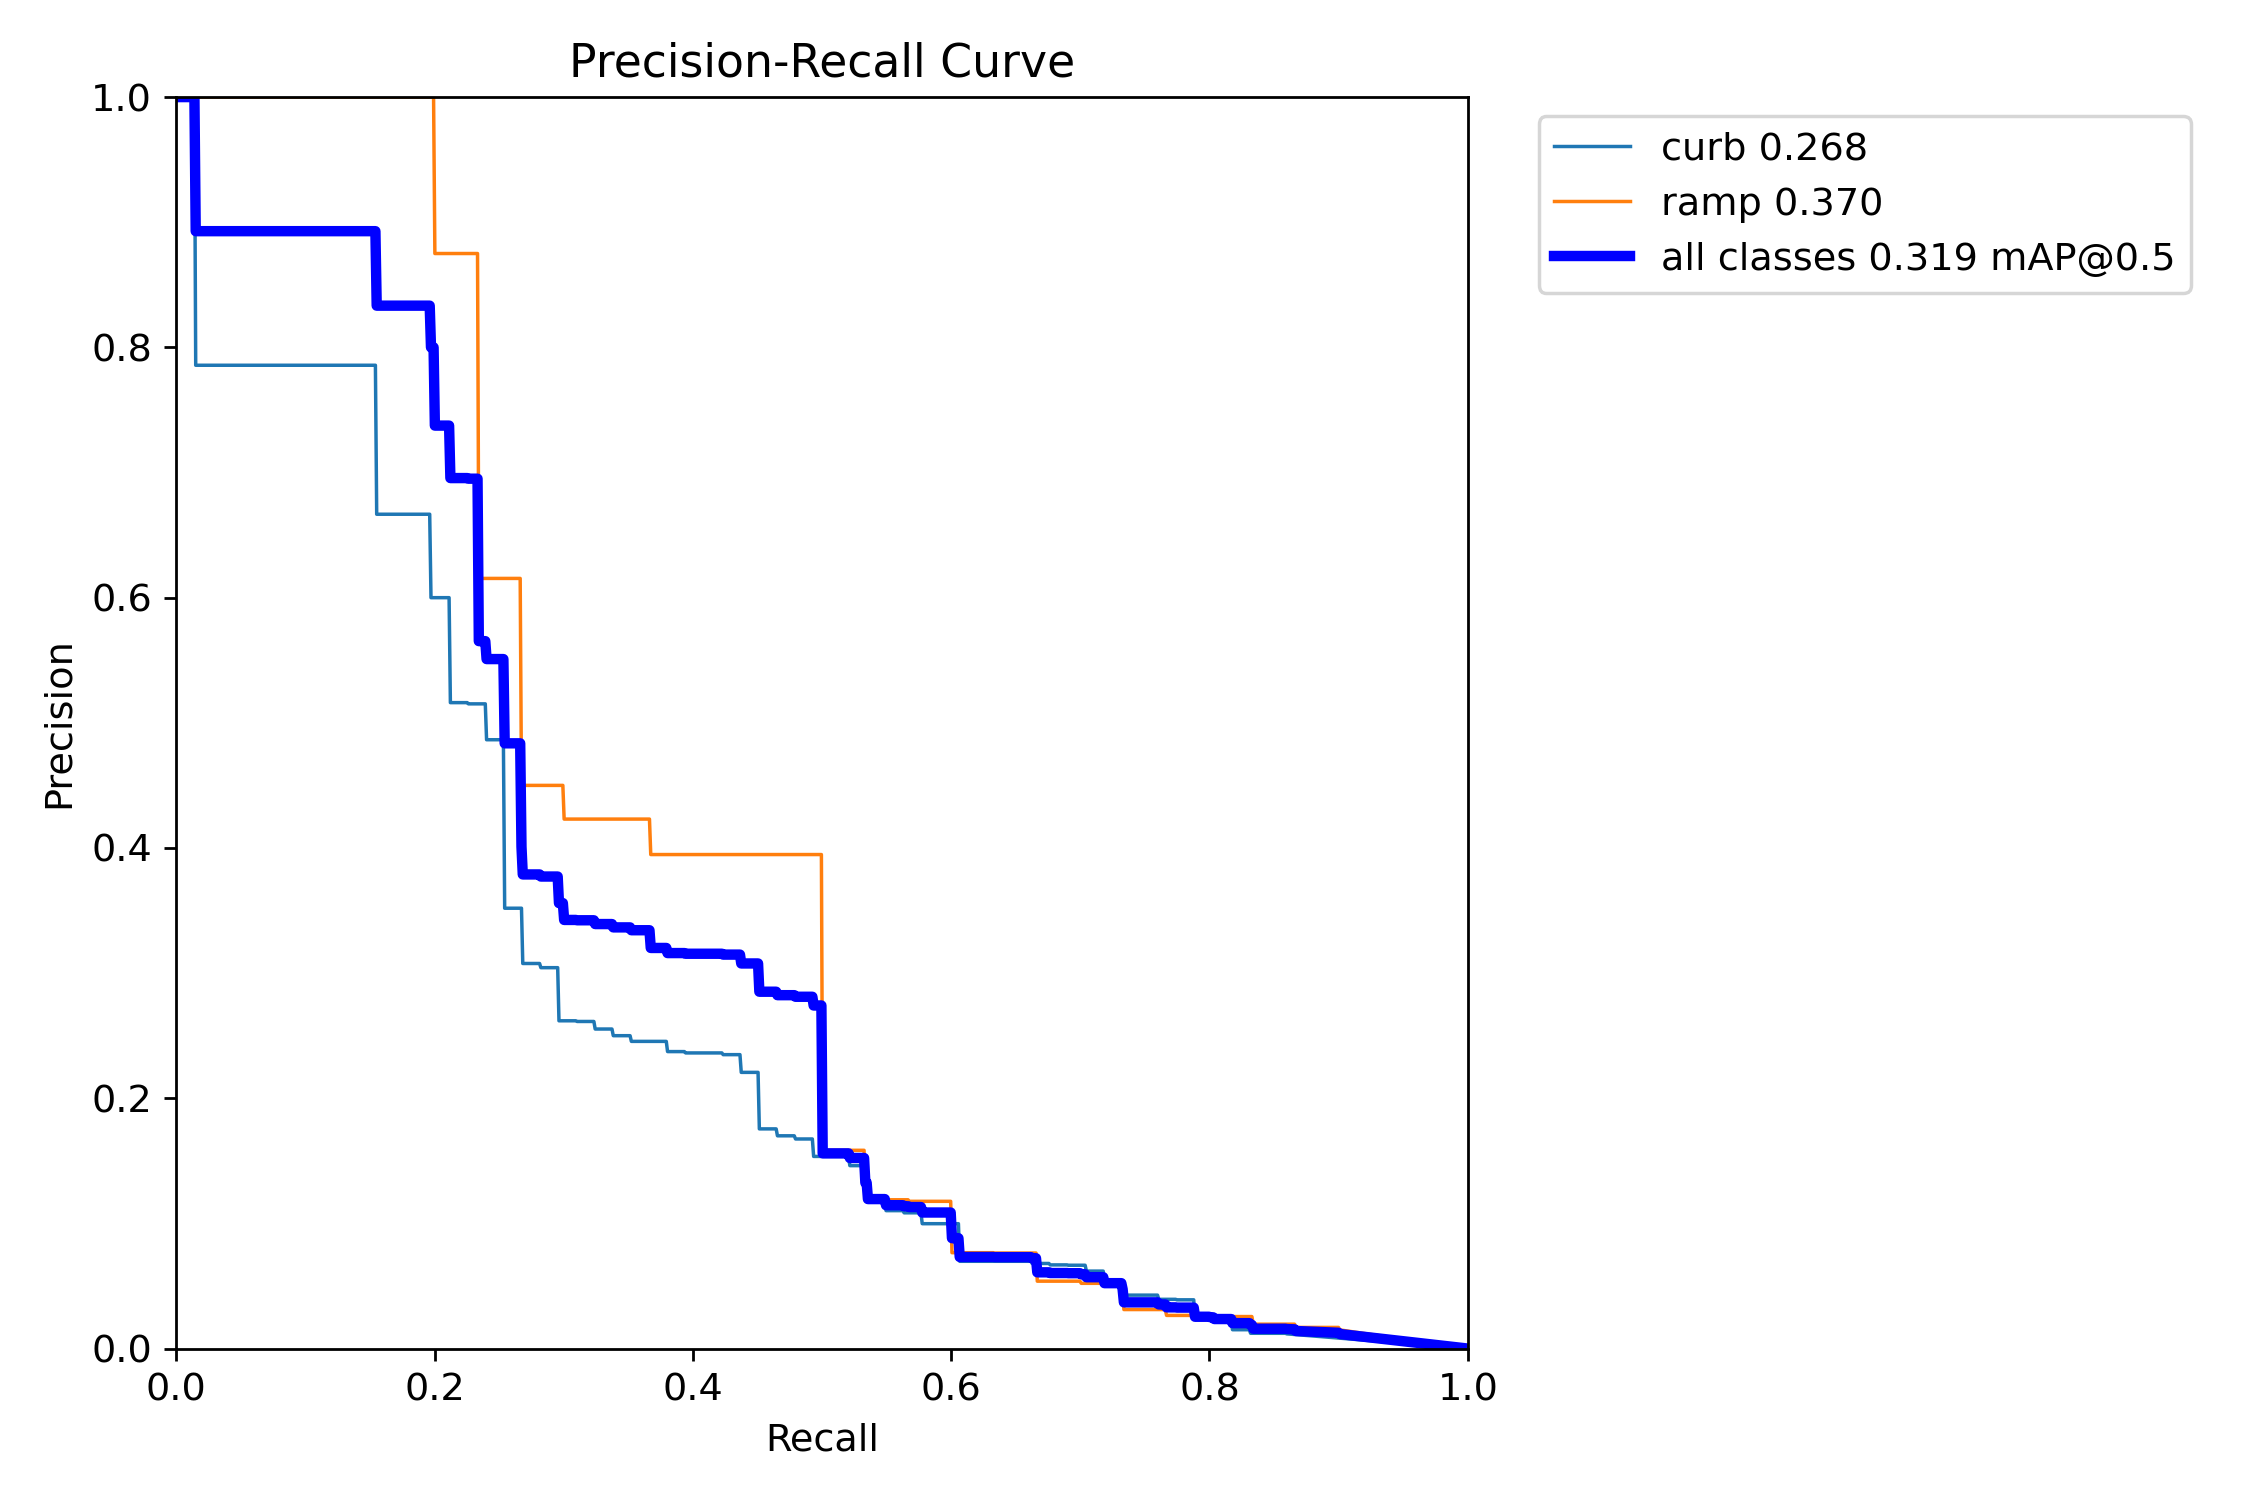 Precision-Recall Curve
1.0
0.8
0.6
0.4
0.2
0.0
Precision
0.0 0.2 0.4 0.6 0.8 1.0
Recall
curb 0.268
ramp 0.370
all classes 0.319 mAP@0.5